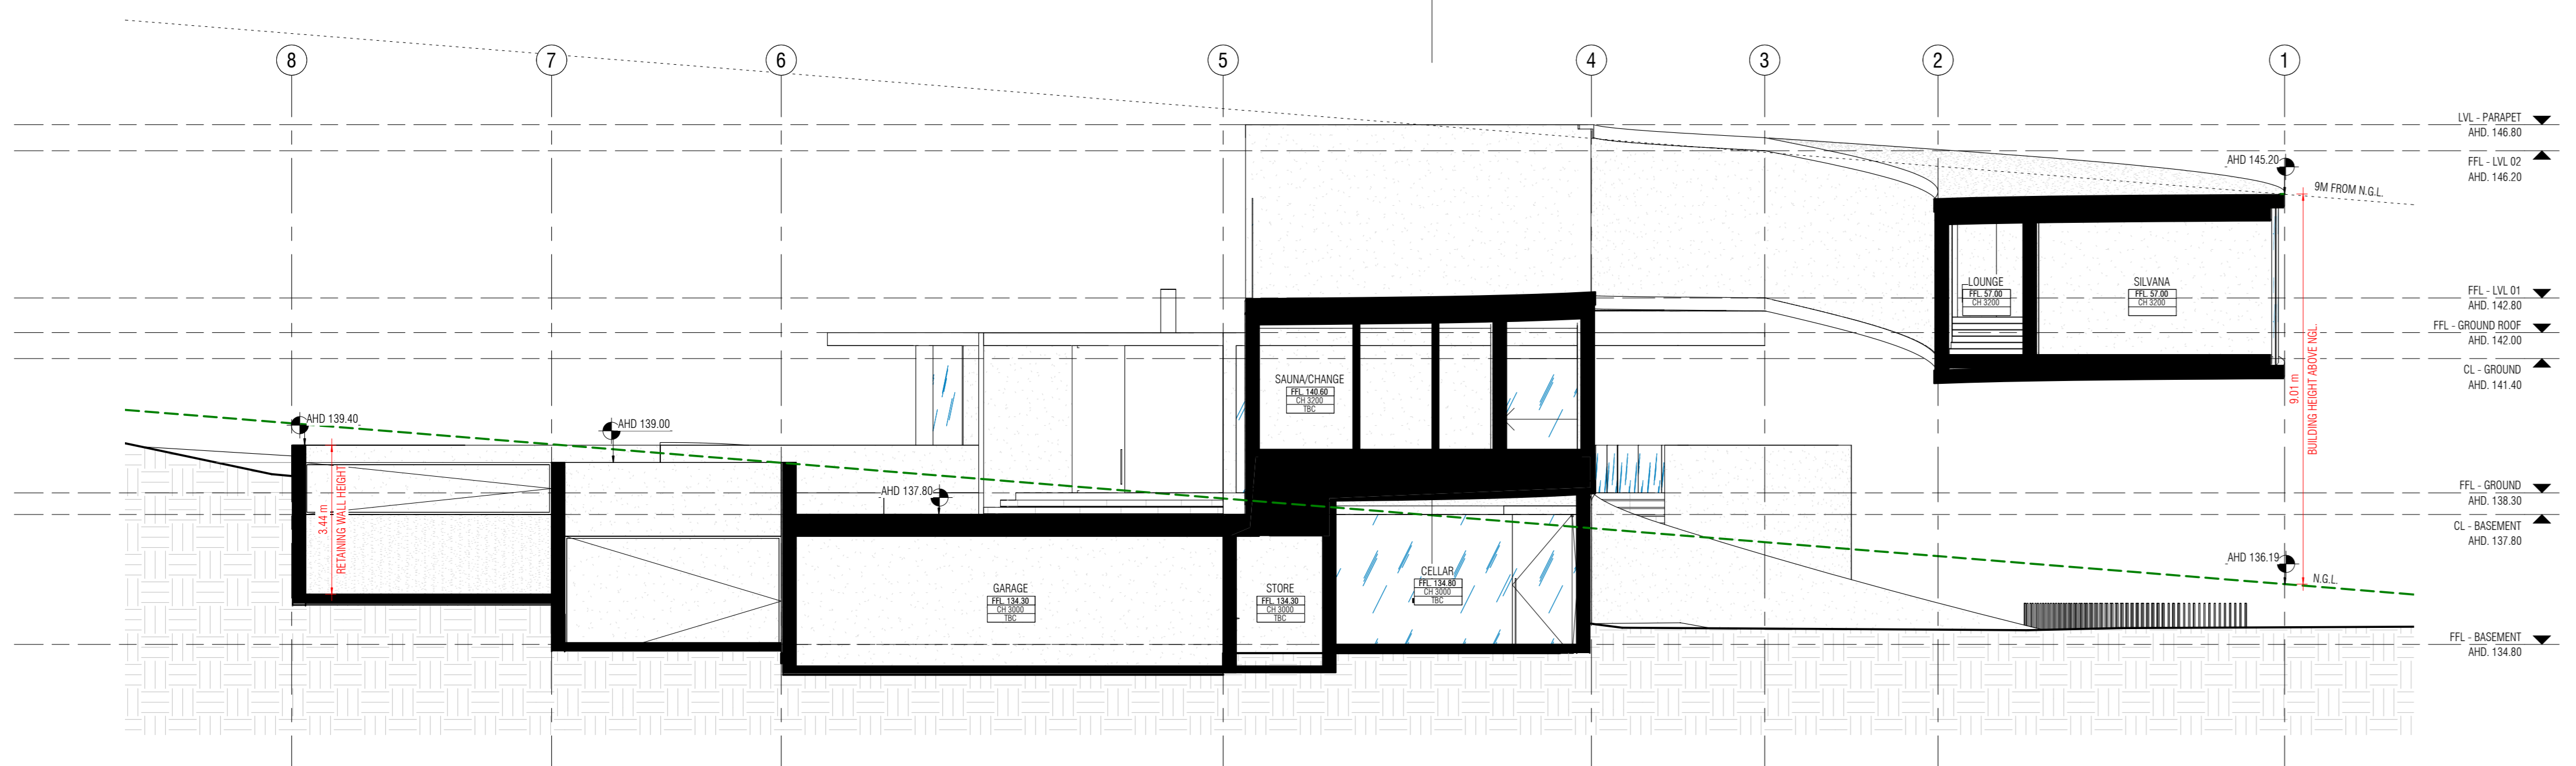 8
7
6
5
4
3
2
1
LVL - PARAPET
AHD. 146.80
FFL - LVL 02
AHD. 146.20
AHD 145.20
9M FROM N.G.L.
LOUNGE
FFL. 57.00
CH 3200
SILVANA
FFL. 57.00
CH 3200
FFL - LVL 01
AHD. 142.80
FFL - GROUND ROOF
AHD. 142.00
CL - GROUND
AHD. 141.40
9.01 m
BUILDING HEIGHT ABOVE NGL.
SAUNA/CHANGE
FFL. 140.60
CH 3200
TBC
AHD 139.40
AHD 139.00
3.44 m
RETAINING WALL HEIGHT
AHD 137.80
FFL - GROUND
AHD. 138.30
CL - BASEMENT
AHD. 137.80
AHD 136.19
N.G.L.
GARAGE
FFL. 134.30
CH 3000
TBC
STORE
FFL. 134.30
CH 3000
TBC
CELLAR
FFL. 134.80
CH 3000
TBC
FFL - BASEMENT
AHD. 134.80